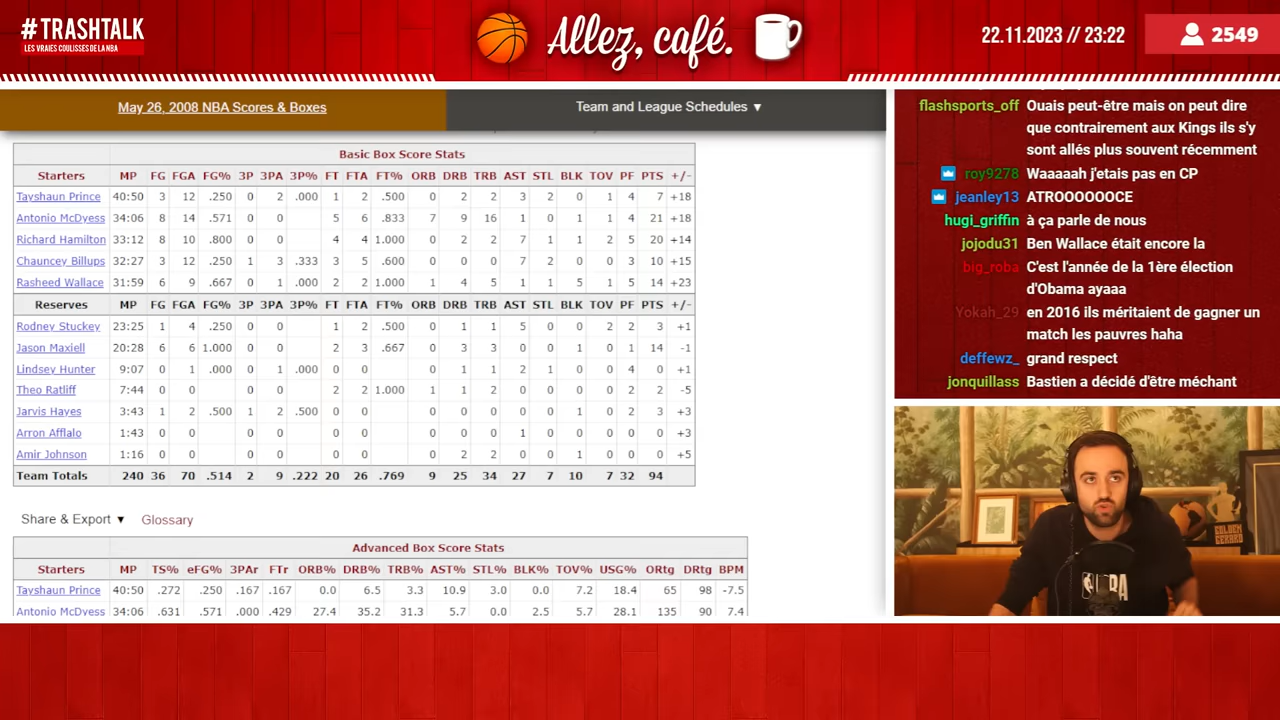 #TRASHTALK
LES VRAIES COULISSES DE LA NBA
Allez, café.
22.11.2023 // 23:22
2549
May 26, 2008 NBA Scores & Boxes
Team and League Schedules ▼
Basic Box Score Stats
Starters MP FG FGA FG% 3P 3PA 3P% FT FTA FT% ORB DRB TRB AST STL BLK TOV PF PTS +/-
Tayshaun Prince 40:50 3 12 .250 0 2 .000 1 2 .500 0 2 2 3 2 0 1 4 7 +18
Antonio McDyess 34:06 8 14 .571 0 0 5 6 .833 7 9 16 1 0 1 1 4 21 +18
Richard Hamilton 33:12 8 10 .800 0 0 4 4 1.000 0 2 2 7 1 1 2 5 20 +14
Chauncey Billups 32:27 3 12 .250 1 3 .333 3 5 .600 0 3 3 7 2 0 0 3 10 +15
Rasheed Wallace 31:59 6 9 .667 0 1 .000 2 2 1.000 1 4 5 1 1 5 1 5 14 +23
Reserves MP FG FGA FG% 3P 3PA 3P% FT FTA FT% ORB DRB TRB AST STL BLK TOV PF PTS +/-
Rodney Stuckey 23:25 1 4 .250 0 0 1 2 .500 0 1 1 5 0 0 2 2 3 +1
Jason Maxiell 20:28 6 6 1.000 0 0 2 3 .667 0 3 3 0 0 1 0 1 14 -1
Lindsey Hunter 9:07 0 1 .000 0 1 .000 0 0 0 1 1 2 1 0 0 4 0 +1
Theo Ratliff 7:44 0 0 0 0 2 2 1.000 1 1 2 0 0 0 1 2 2 -5
Jarvis Hayes 3:43 1 2 .500 1 2 .500 0 0 0 0 0 0 0 1 0 2 3 +3
Arron Afflalo 1:43 0 0 0 0 0 0 0 0 0 1 0 0 0 0 0 +3
Amir Johnson 1:16 0 0 0 0 0 0 0 2 2 0 0 1 0 0 0 +5
Team Totals 240 36 70 .514 2 9 .222 20 26 .769 9 25 34 27 7 10 7 32 94
Share & Export ▼ Glossary
Advanced Box Score Stats
Starters MP TS% eFG% 3PAr FTr ORB% DRB% TRB% AST% STL% BLK% TOV% USG% ORtg DRtg BPM
Tayshaun Prince 40:50 .272 .250 .167 .167 0.0 6.5 3.3 10.9 3.0 0.0 7.2 18.4 65 98 -7.5
Antonio McDyess 34:06 .631 .571 .000 .429 27.4 35.2 31.3 5.7 0.0 2.5 5.7 28.1 135 90 7.4
flashsports_off Ouais peut-être mais on peut dire
que contrairement aux Kings ils s'y
sont allés plus souvent récemment
roy9278 Waaaaah j'etais pas en CP
jeanley13 ATROOOOOOCE
hugi_griffin à ça parle de nous
jojodu31 Ben Wallace était encore la
big_roba C'est l'année de la 1ère élection
d'Obama ayaaa
Yokah_29 en 2016 ils méritaient de gagner un
match les pauvres haha
deffewz_ grand respect
jonquillass Bastien a décidé d'être méchant